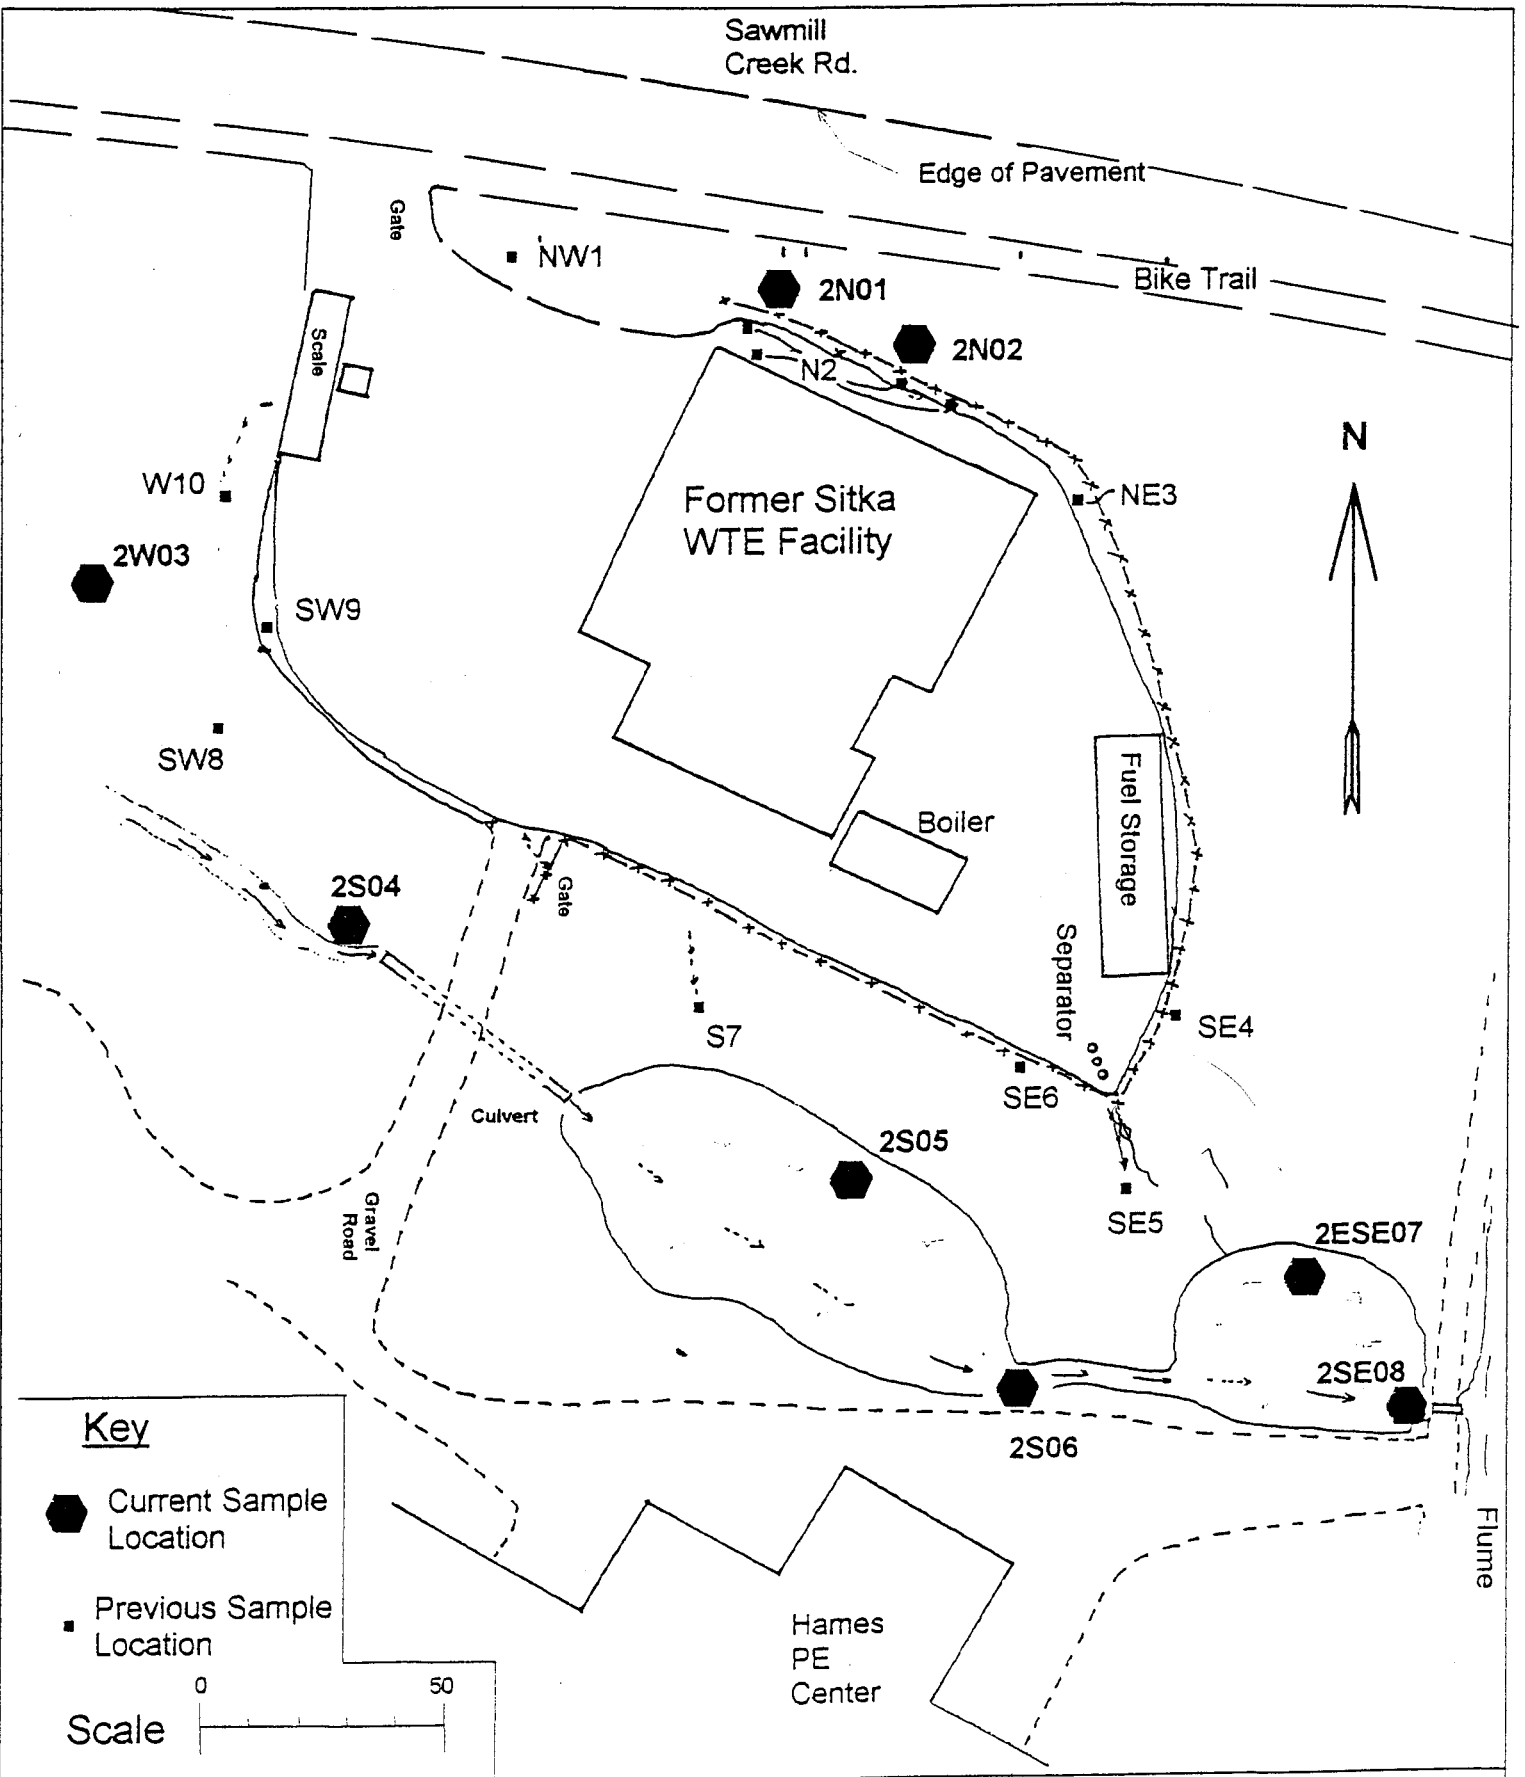 Sawmill
Creek Rd.
Edge of Pavement
Gate
NW1
Bike Trail
2N01
2N02
N2
Scale
N
W10
Former Sitka
WTE Facility
NE3
2W03
SW9
SW8
Fuel Storage
Boiler
2S04
Gate
Separator
S7
SE4
SE6
Culvert
2S05
SE5
Gravel
Road
2ESE07
2SE08
2S06
Key
Current Sample
Location
Previous Sample
Location
Flume
Hames
PE
Center
0
50
Scale